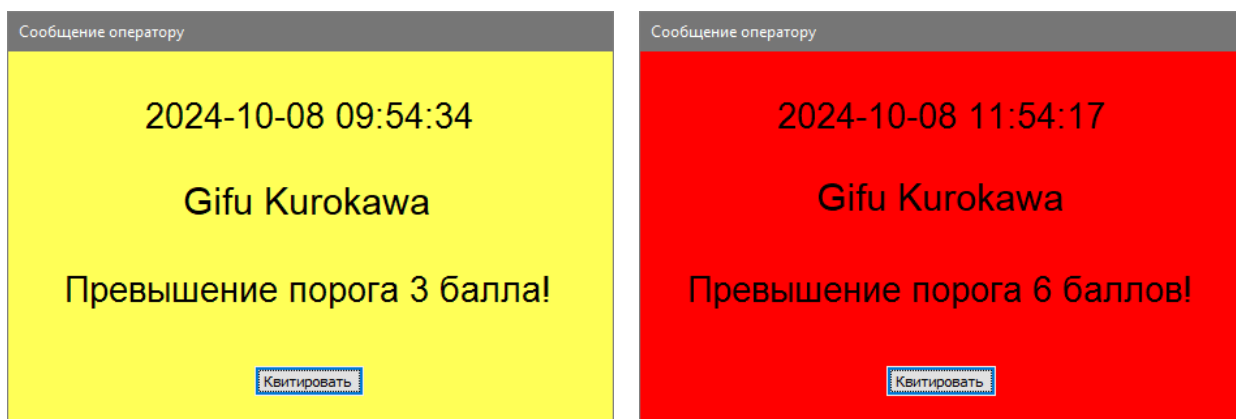 Сообщение оператору
2024-10-08 09:54:34
Gifu Kurokawa
Превышение порога 3 балла!
Квитировать
Сообщение оператору
2024-10-08 11:54:17
Gifu Kurokawa
Превышение порога 6 баллов!
Квитировать